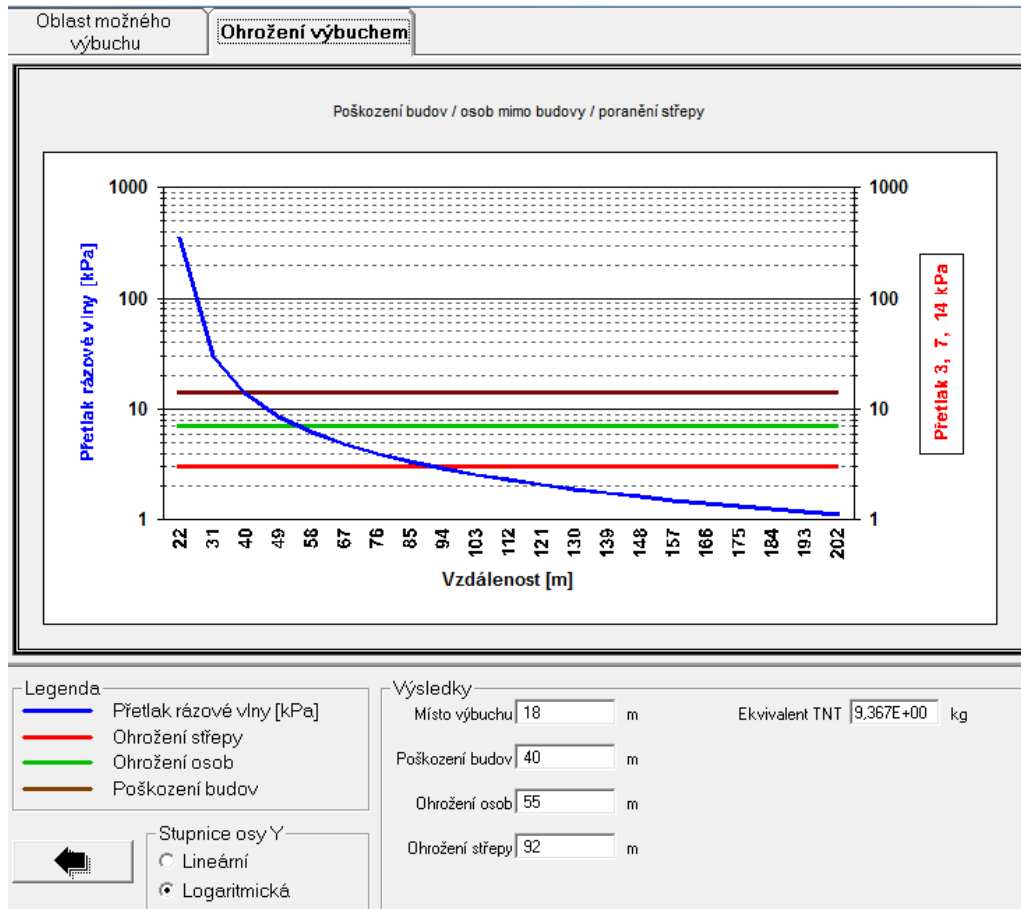 Oblast možného
výbuchu
Ohrožení výbuchem
Poškození budov / osob mimo budovy / poranění střepy
Přetlak rázové vlny [kPa]
1000
100
10
1
1000
100
10
1
Přetlak 3, 7, 14 kPa
22 31 40 49 58 67 76 85 94 103 112 121 130 139 148 157 166 175 184 193 202
Vzdálenost [m]
Legenda
Přetlak rázové vlny [kPa]
Ohrožení střepy
Ohrožení osob
Poškození budov
Stupnice osy Y
Lineární
Logaritmická
Výsledky
Místo výbuchu 18 m
Ekvivalent TNT 9,367E+00 kg
Poškození budov 40 m
Ohrožení osob 55 m
Ohrožení střepy 92 m